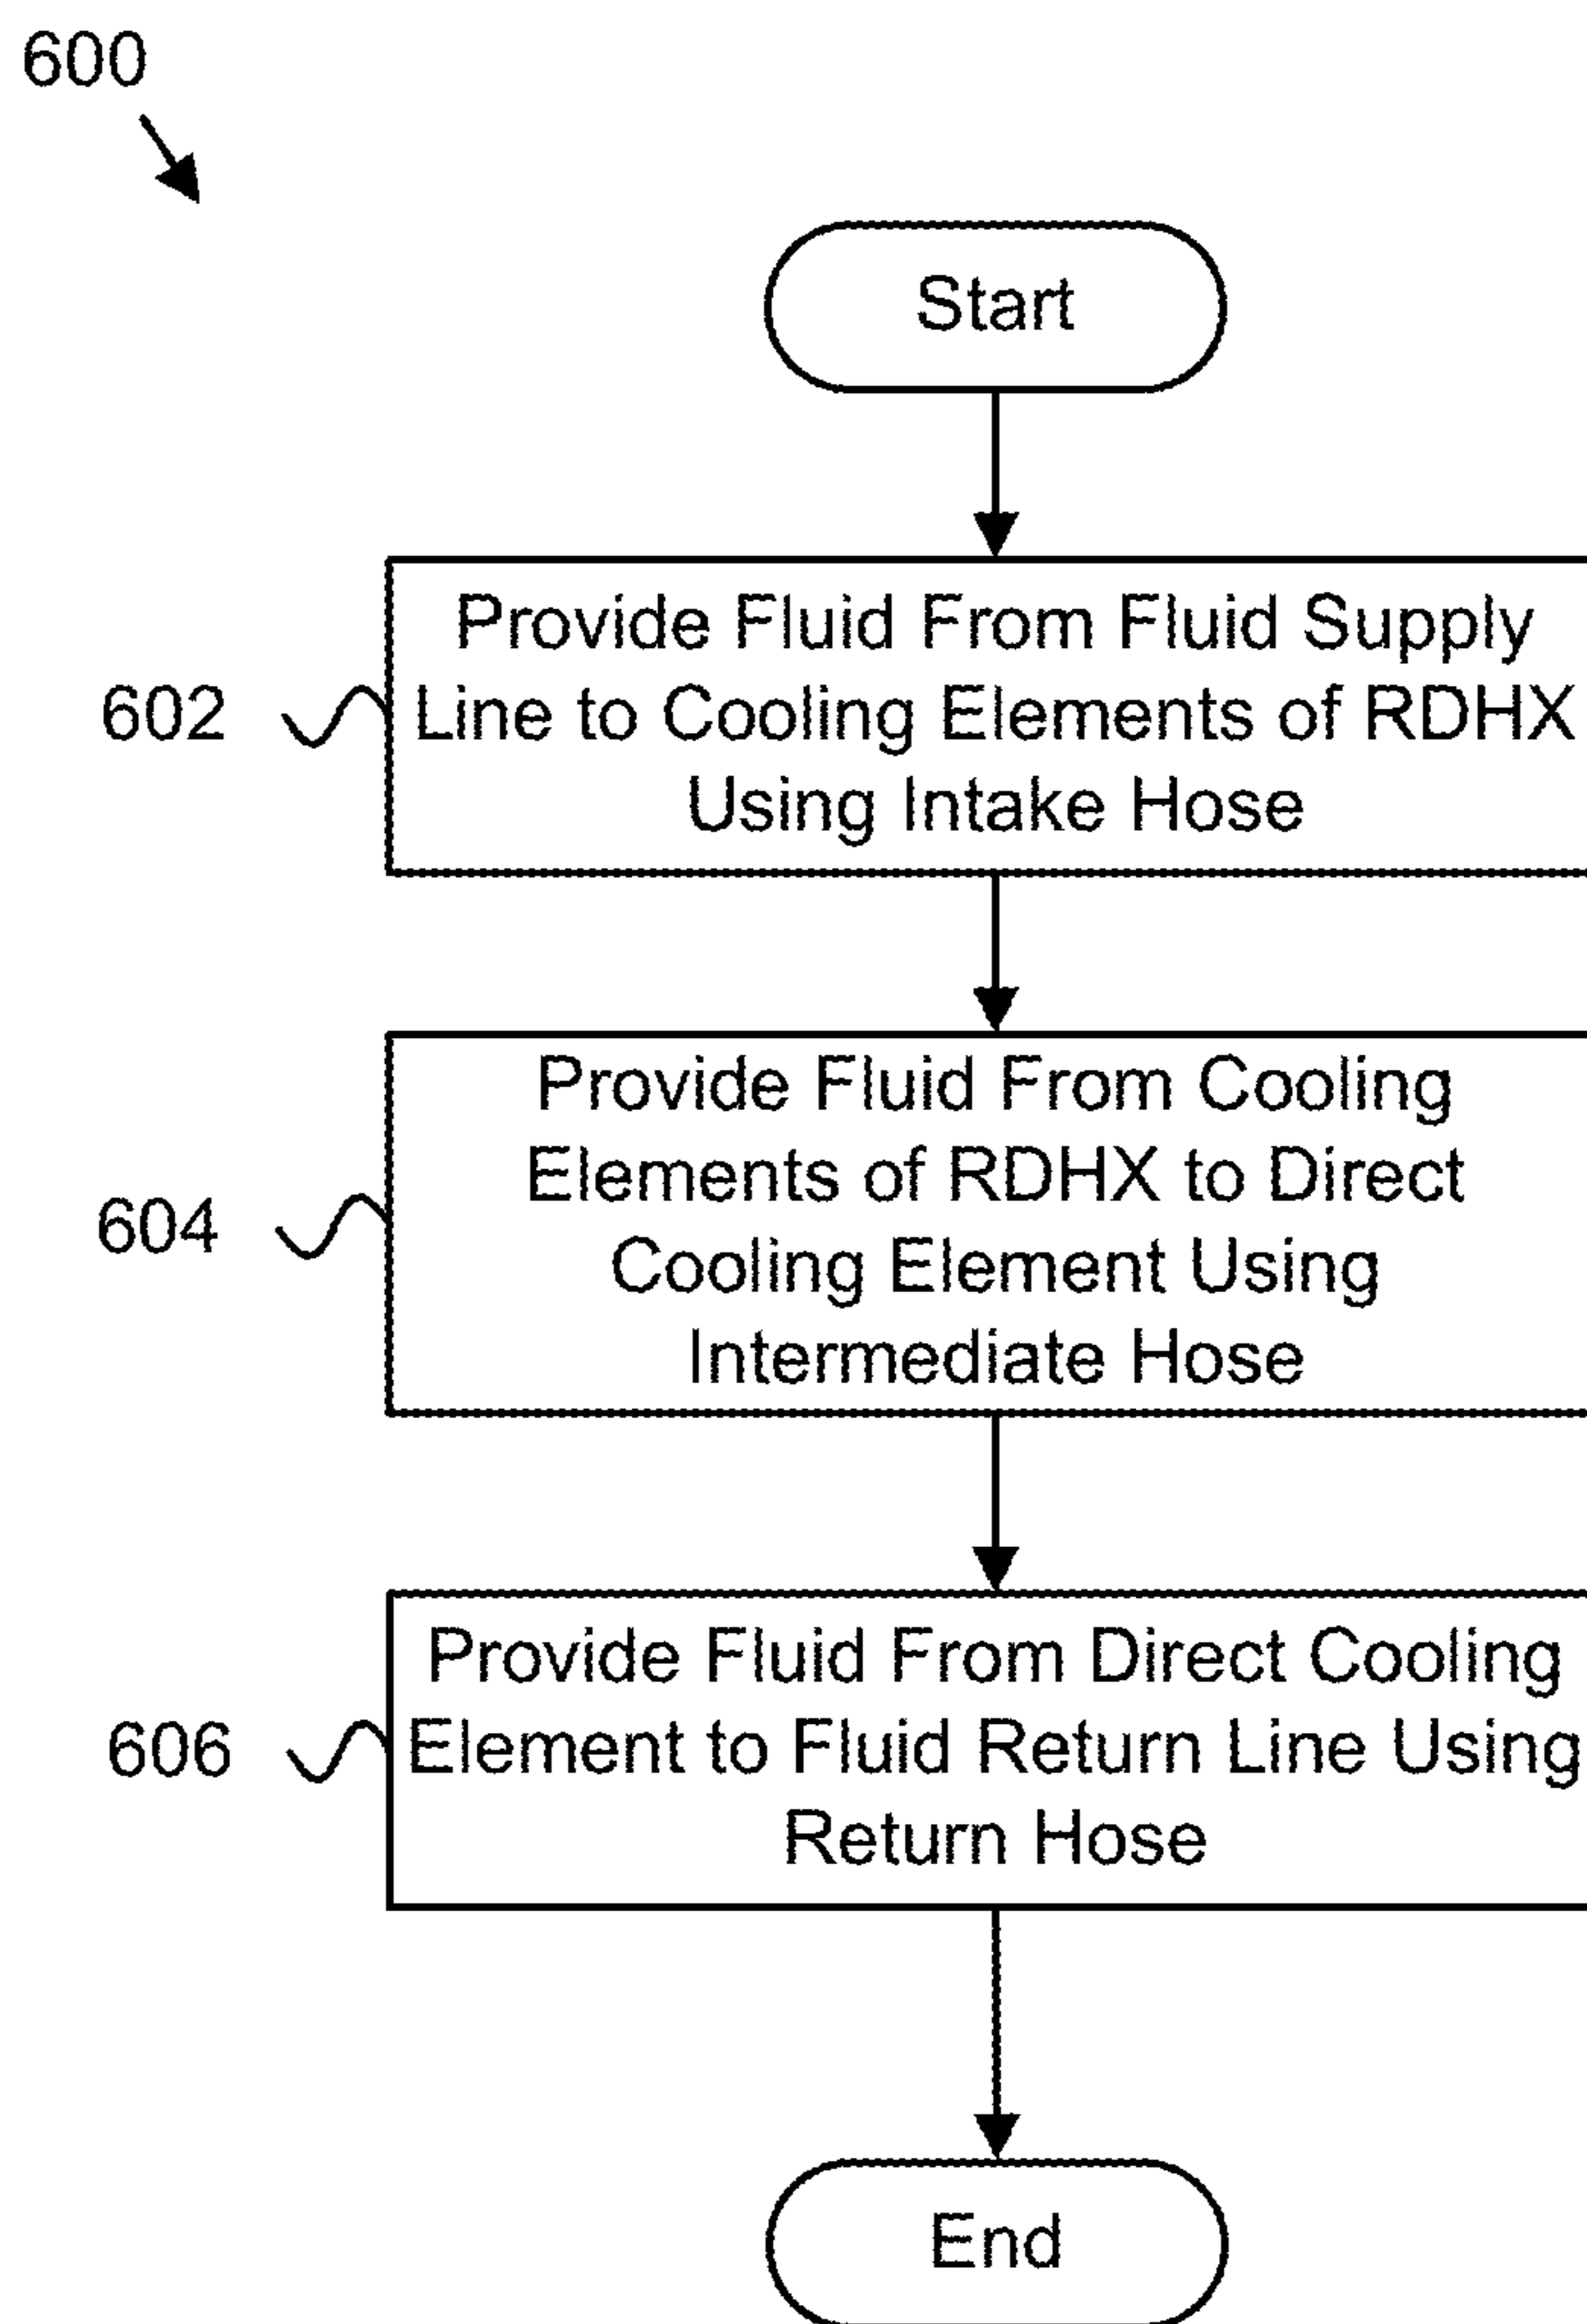 600
Start
602
Provide Fluid From Fluid Supply
Line to Cooling Elements of RDHX
Using Intake Hose
604
Provide Fluid From Cooling
Elements of RDHX to Direct
Cooling Element Using
Intermediate Hose
606
Provide Fluid From Direct Cooling
Element to Fluid Return Line Using
Return Hose
End